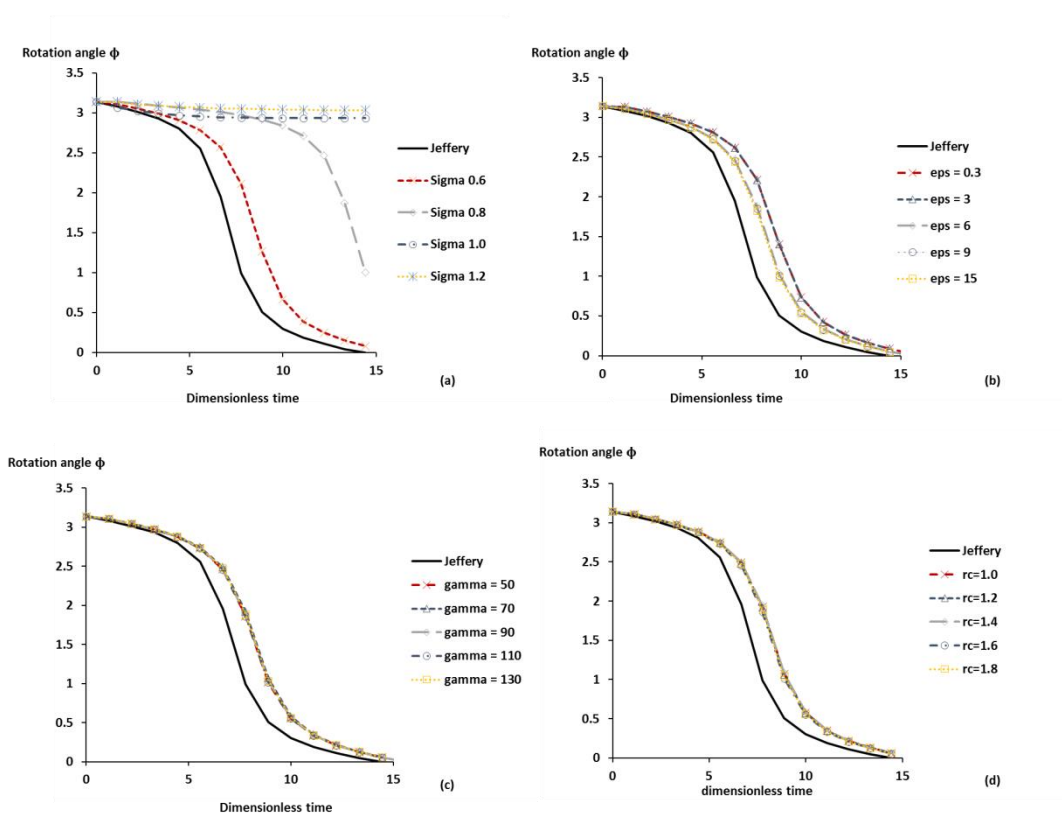 Rotation angle ϕ
3.5
3
2.5
2
1.5
1
0.5
0
0 5 10 15
Dimensionless time
Jeffery
Sigma 0.6
Sigma 0.8
Sigma 1.0
Sigma 1.2
(a)
Rotation angle ϕ
3.5
3
2.5
2
1.5
1
0.5
0
0 5 10 15
Dimensionless time
Jeffery
eps = 0.3
eps = 3
eps = 6
eps = 9
eps = 15
(b)
Rotation angle ϕ
3.5
3
2.5
2
1.5
1
0.5
0
0 5 10 15
Dimensionless time
Jeffery
gamma = 50
gamma = 70
gamma = 90
gamma = 110
gamma = 130
(c)
Rotation angle ϕ
3.5
3
2.5
2
1.5
1
0.5
0
0 5 10 15
dimensionless time
Jeffery
rc=1.0
rc=1.2
rc=1.4
rc=1.6
rc=1.8
(d)